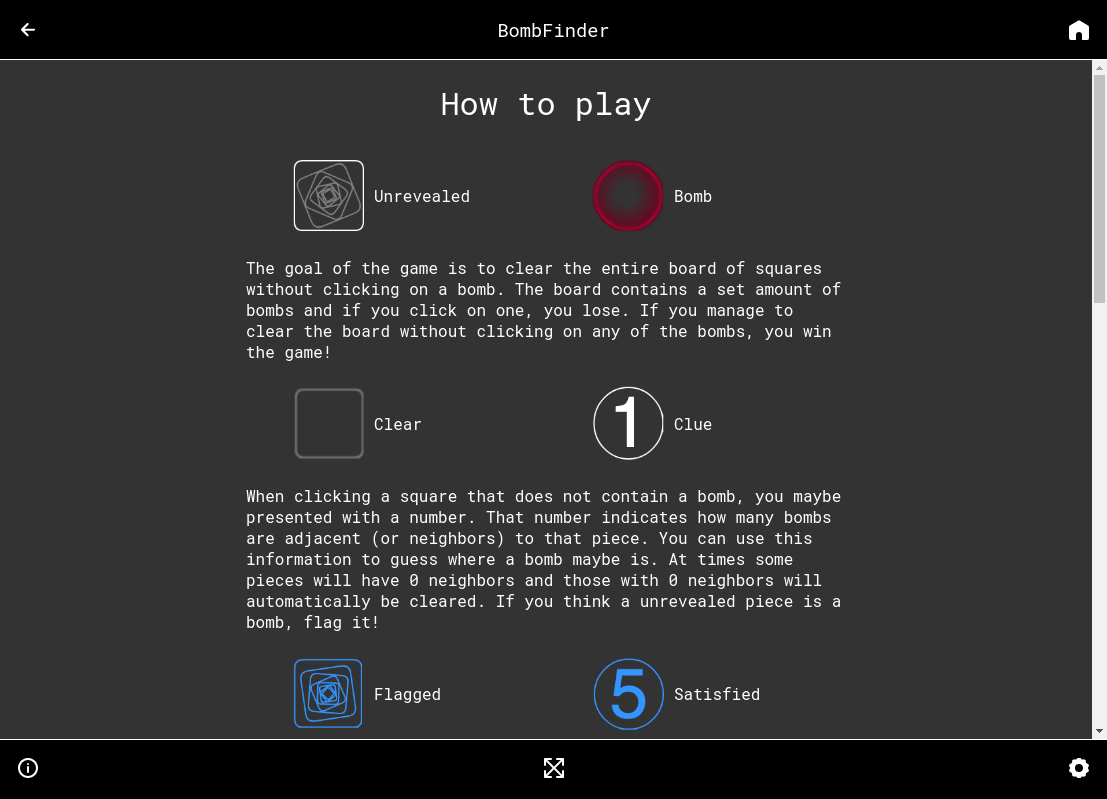 BombFinder
How to play
Unrevealed
Bomb
The goal of the game is to clear the entire board of squares
without clicking on a bomb. The board contains a set amount of
bombs and if you click on one, you lose. If you manage to
clear the board without clicking on any of the bombs, you win
the game!
Clear
1
Clue
When clicking a square that does not contain a bomb, you maybe
presented with a number. That number indicates how many bombs
are adjacent (or neighbors) to that piece. You can use this
information to guess where a bomb maybe is. At times some
pieces will have 0 neighbors and those with 0 neighbors will
automatically be cleared. If you think a unrevealed piece is a
bomb, flag it!
Flagged
5
Satisfied